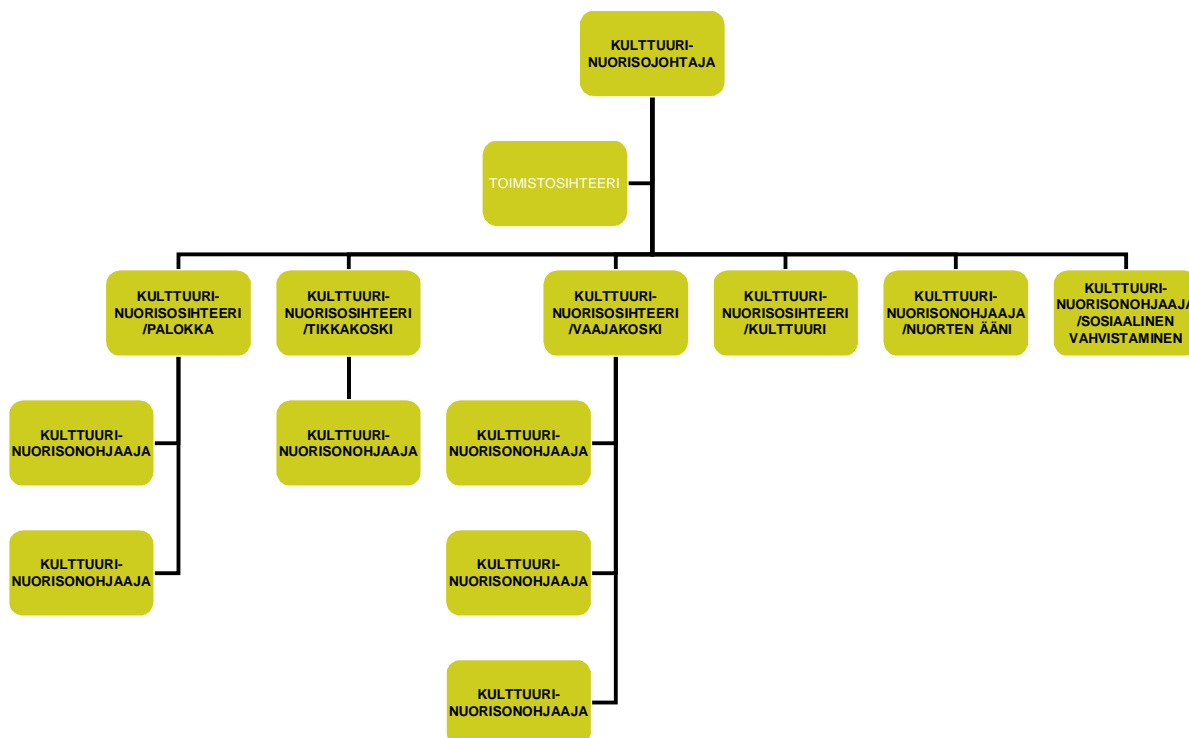 KULTTUURI-
NUORISOJOHTAJA
TOIMISTOSIHTEERI
KULTTUURI-
NUORISOSIHTEERI
/PALOKKA
KULTTUURI-
NUORISOSIHTEERI
/TIKKAKOSKI
KULTTUURI-
NUORISOSIHTEERI
/VAAJAKOSKI
KULTTUURI-
NUORISOSIHTEERI
/KULTTUURI
KULTTUURI-
NUORISONOHJAAJA
/NUORTEN ÄÄNI
KULTTUURI-
NUORISONOHJAAJA
/SOSIAALINEN
VAHVISTAMINEN
KULTTUURI-
NUORISONOHJAAJA
KULTTUURI-
NUORISONOHJAAJA
KULTTUURI-
NUORISONOHJAAJA
KULTTUURI-
NUORISONOHJAAJA
KULTTUURI-
NUORISONOHJAAJA
KULTTUURI-
NUORISONOHJAAJA